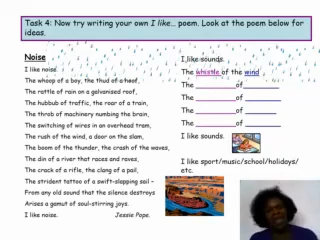 Task 4: Now try writing your own I like... poem. Look at the poem below for
ideas.
Noise
I like noise.
The whoop of a boy, the thud of a hoof,
The rattle of rain on a galvanised roof,
The hubbub of traffic, the roar of a train,
The throb of machinery numbing the brain,
The switching of wires in an overhead tram,
The rush of the wind, a door on the slam,
The boom of the thunder, the crash of the waves,
The din of a river that races and raves,
The crack of a rifle, the clang of a pail,
The strident tattoo of a swift-slapping sail –
From any old sound that the silence destroys
Arises a gamut of soul-stirring joys.
I like noise. Jessie Pope.
I like sounds.
The whistle of the wind
The ________of________
The ________of ________
The ________of ________
The ________of ________
I like sounds.
I like sport/music/school/holidays/
etc.